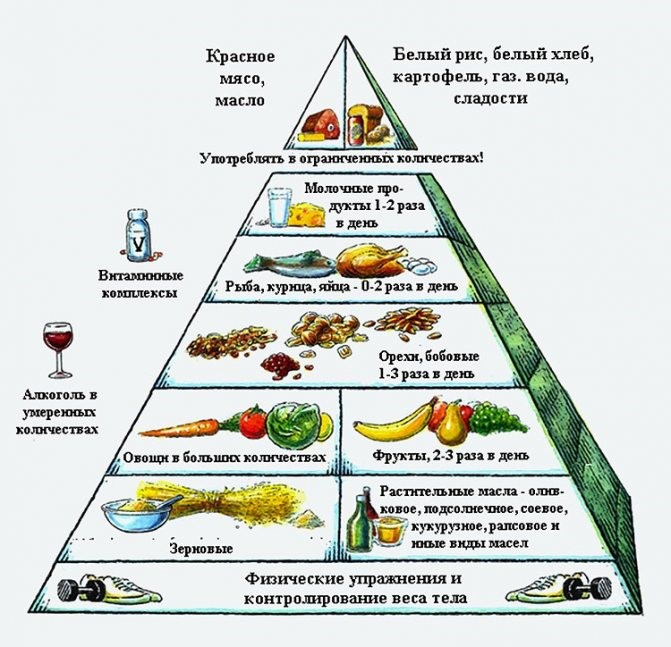 Красное
мясо,
масло
Белый рис, белый хлеб,
картофель, газ. вода,
сладости
Употреблять в ограниченных количествах!
Молочные про-
дукты 1-2 раза
в день
V
Витаминные
комплексы
Рыба, курица, яйца - 0-2 раза в день
Орехи, бобовые
1-3 раза в день
Алкоголь в
умеренных
количествах
Овощи в больших количествах
Фрукты, 2-3 раза в день
Зерновые
Растительные масла - олив-
ковое, подсолнечное, соевое,
кукурузное, рапсовое и
иные виды масел
Физические упражнения и
контролирование веса тела